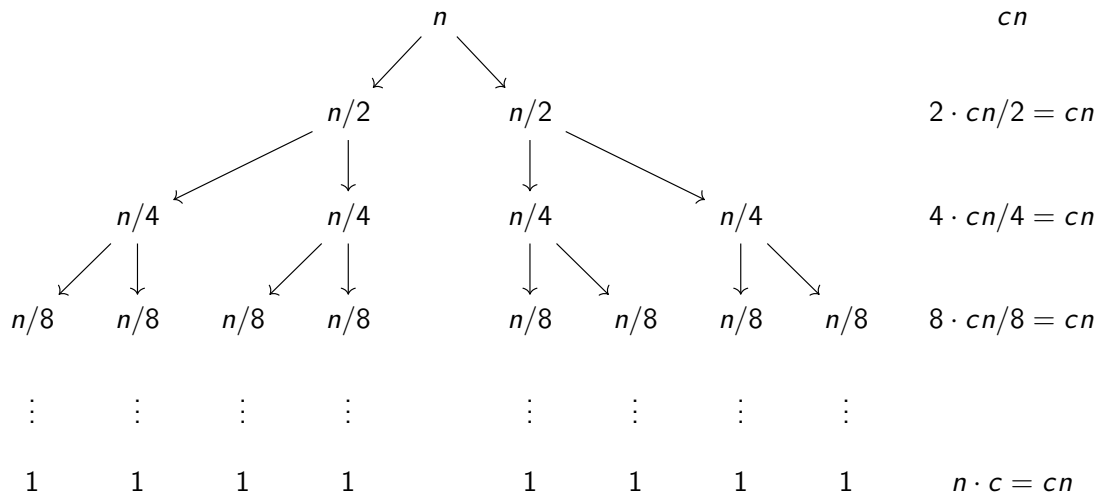 n cn
n/2 n/2 2 · cn/2 = cn
n/4 n/4 n/4 n/4 4 · cn/4 = cn
n/8 n/8 n/8 n/8 n/8 n/8 n/8 n/8 8 · cn/8 = cn
⋮ ⋮ ⋮ ⋮ ⋮ ⋮ ⋮ ⋮
1 1 1 1 1 1 1 1 n · c = cn